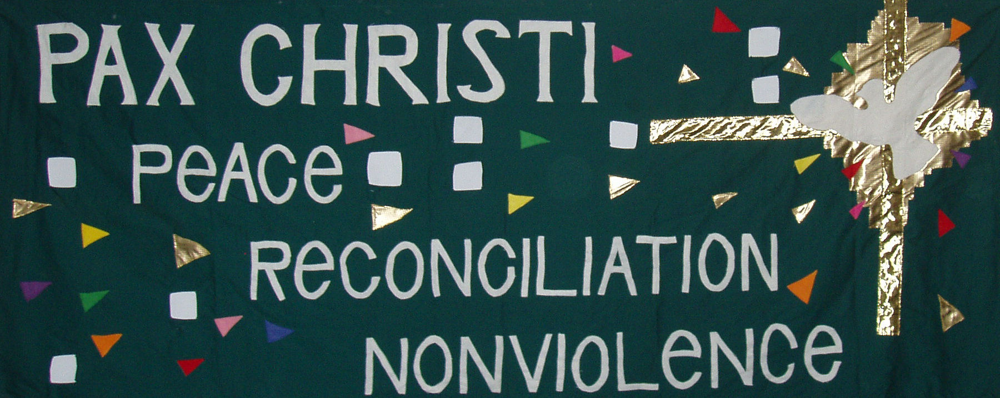 PAX CHRISTI
PeACe
ReCONCILIATION
NONVIOLeNCe